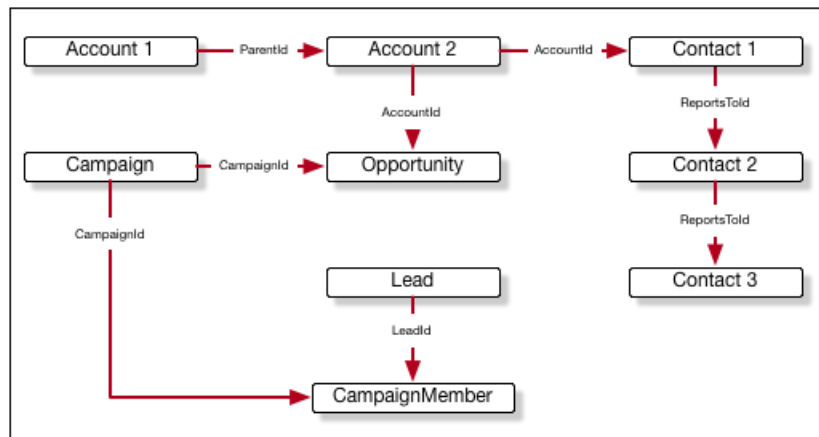 Account 1
ParentId
Account 2
AccountId
Contact 1
AccountId
ReportsToId
Campaign
CampaignId
Opportunity
Contact 2
CampaignId
ReportsToId
Lead
Contact 3
LeadId
CampaignMember